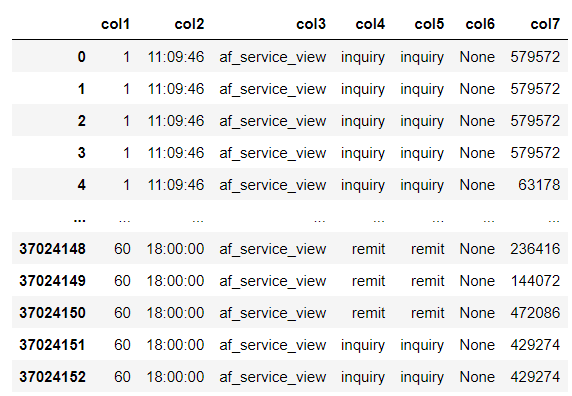 col1 col2 col3 col4 col5 col6 col7
0 1 11:09:46 af_service_view inquiry inquiry None 579572
1 1 11:09:46 af_service_view inquiry inquiry None 579572
2 1 11:09:46 af_service_view inquiry inquiry None 579572
3 1 11:09:46 af_service_view inquiry inquiry None 579572
4 1 11:09:46 af_service_view inquiry inquiry None 63178
... ... ... ... ... ... ... ...
37024148 60 18:00:00 af_service_view remit remit None 236416
37024149 60 18:00:00 af_service_view remit remit None 144072
37024150 60 18:00:00 af_service_view remit remit None 472086
37024151 60 18:00:00 af_service_view inquiry inquiry None 429274
37024152 60 18:00:00 af_service_view inquiry inquiry None 429274